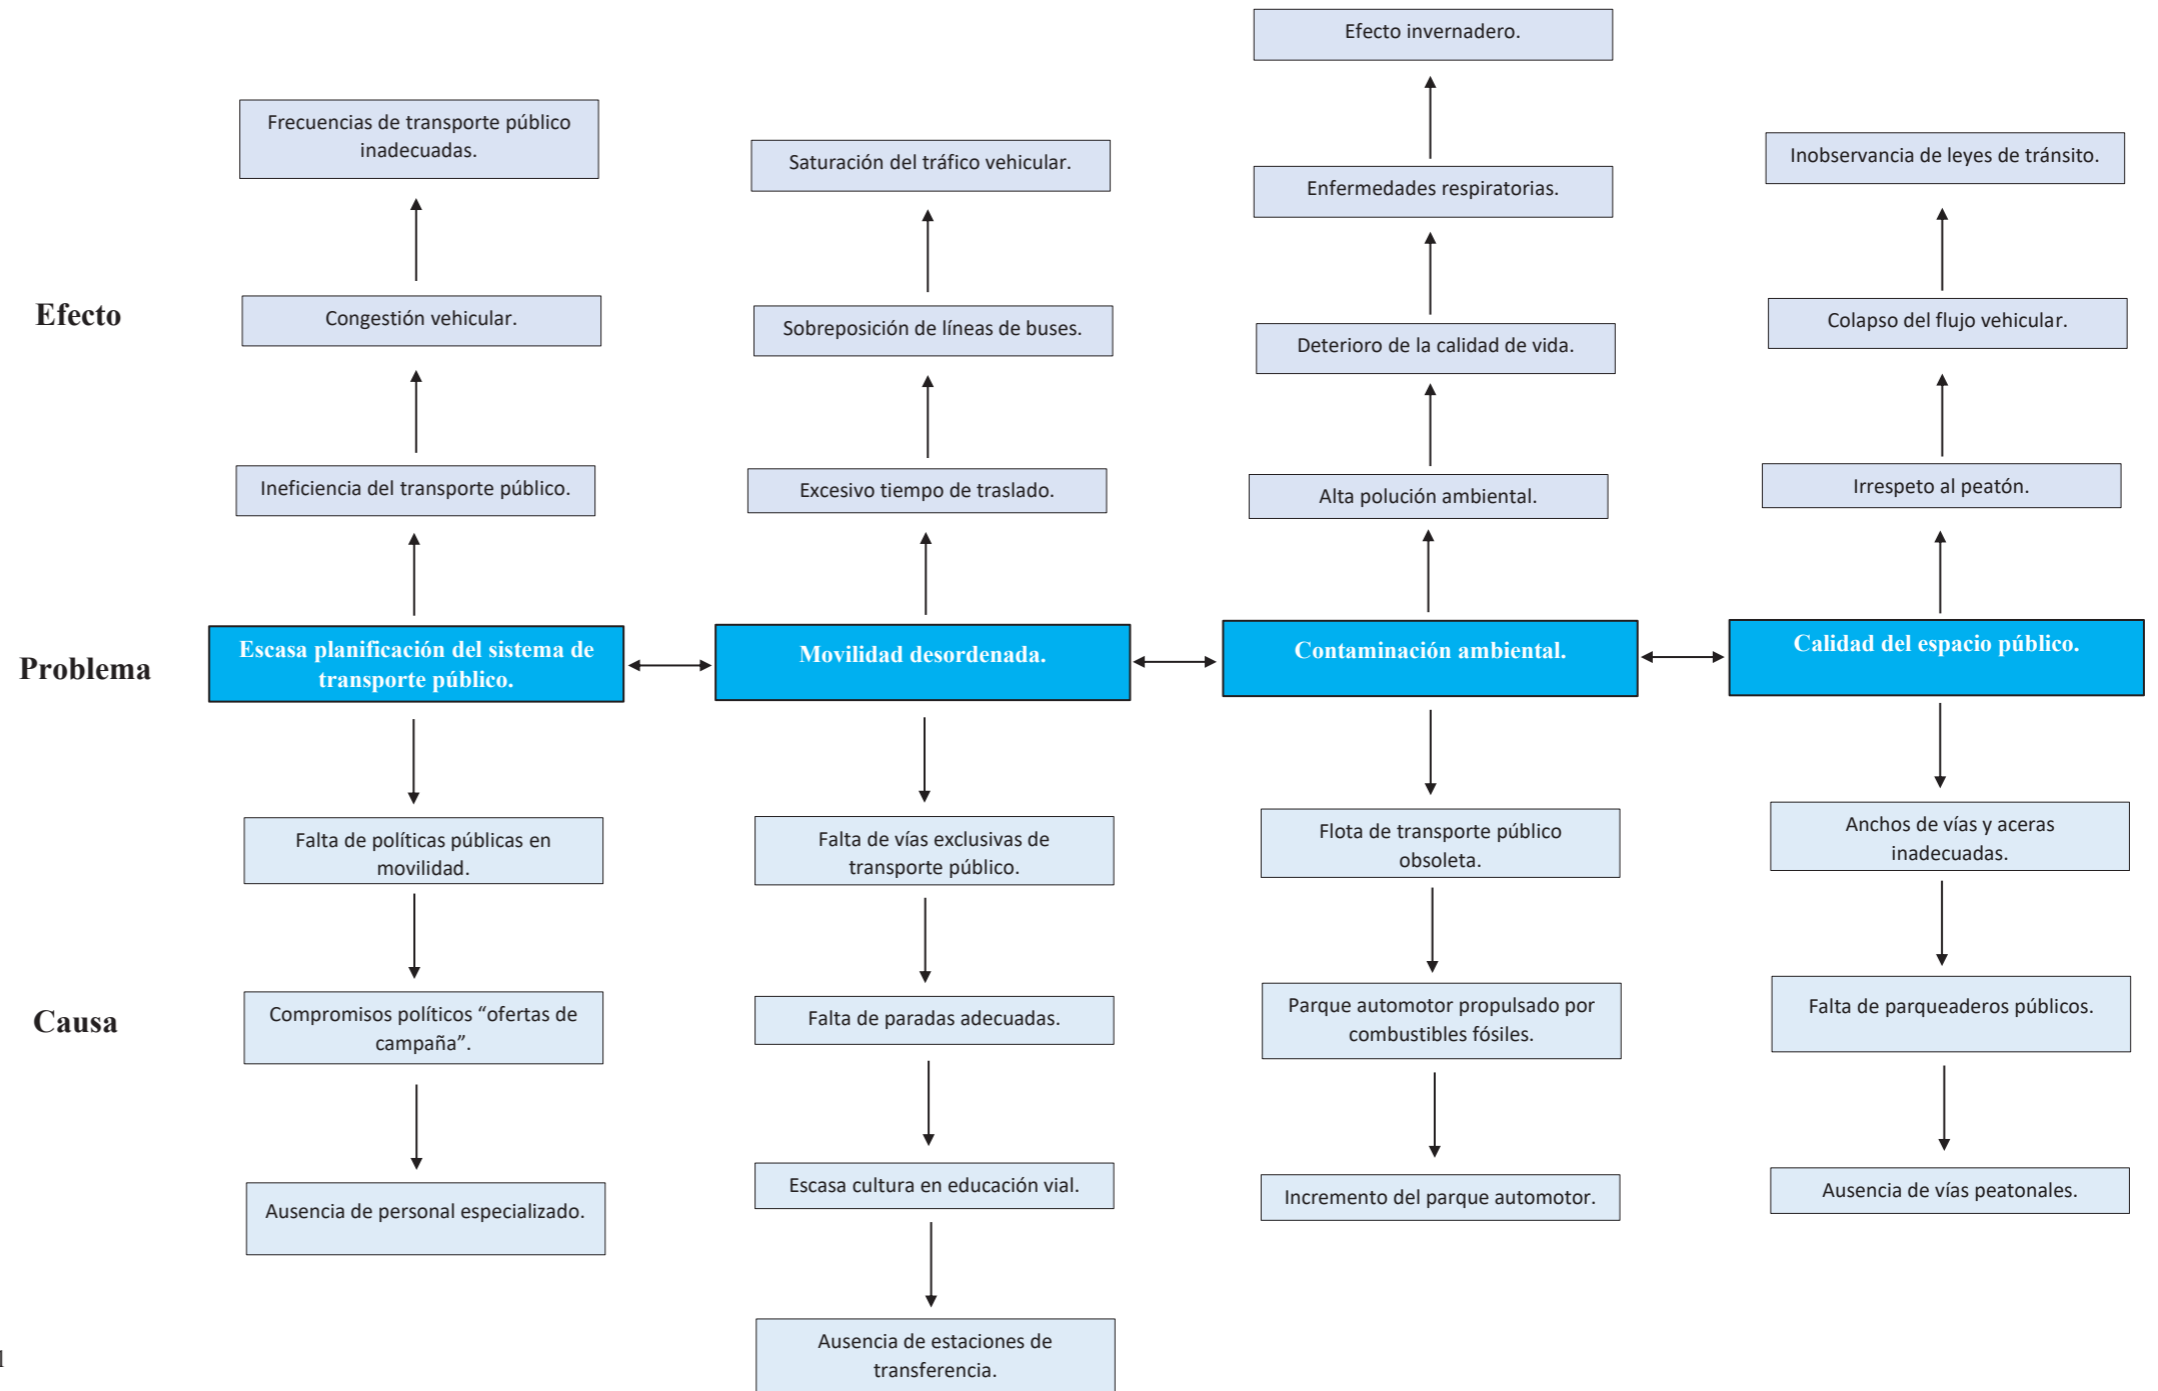 Efecto invernadero.
Frecuencias de transporte público
inadecuadas.
Saturación del tráfico vehicular.
Enfermedades respiratorias.
Inobservancia de leyes de tránsito.
Efecto
Congestión vehicular.
Sobreposición de líneas de buses.
Deterioro de la calidad de vida.
Colapso del flujo vehicular.
Ineficiencia del transporte público.
Excesivo tiempo de traslado.
Alta polución ambiental.
Irrespeto al peatón.
Problema
Escasa planificación del sistema de
transporte público.
Movilidad desordenada.
Contaminación ambiental.
Calidad del espacio público.
Falta de políticas públicas en
movilidad.
Falta de vías exclusivas de
transporte público.
Flota de transporte público
obsoleta.
Anchos de vías y aceras
inadecuadas.
Causa
Compromisos políticos “ofertas de
campaña”.
Falta de paradas adecuadas.
Parque automotor propulsado por
combustibles fósiles.
Falta de parqueaderos públicos.
Ausencia de personal especializado.
Escasa cultura en educación vial.
Incremento del parque automotor.
Ausencia de vías peatonales.
Ausencia de estaciones de
transferencia.